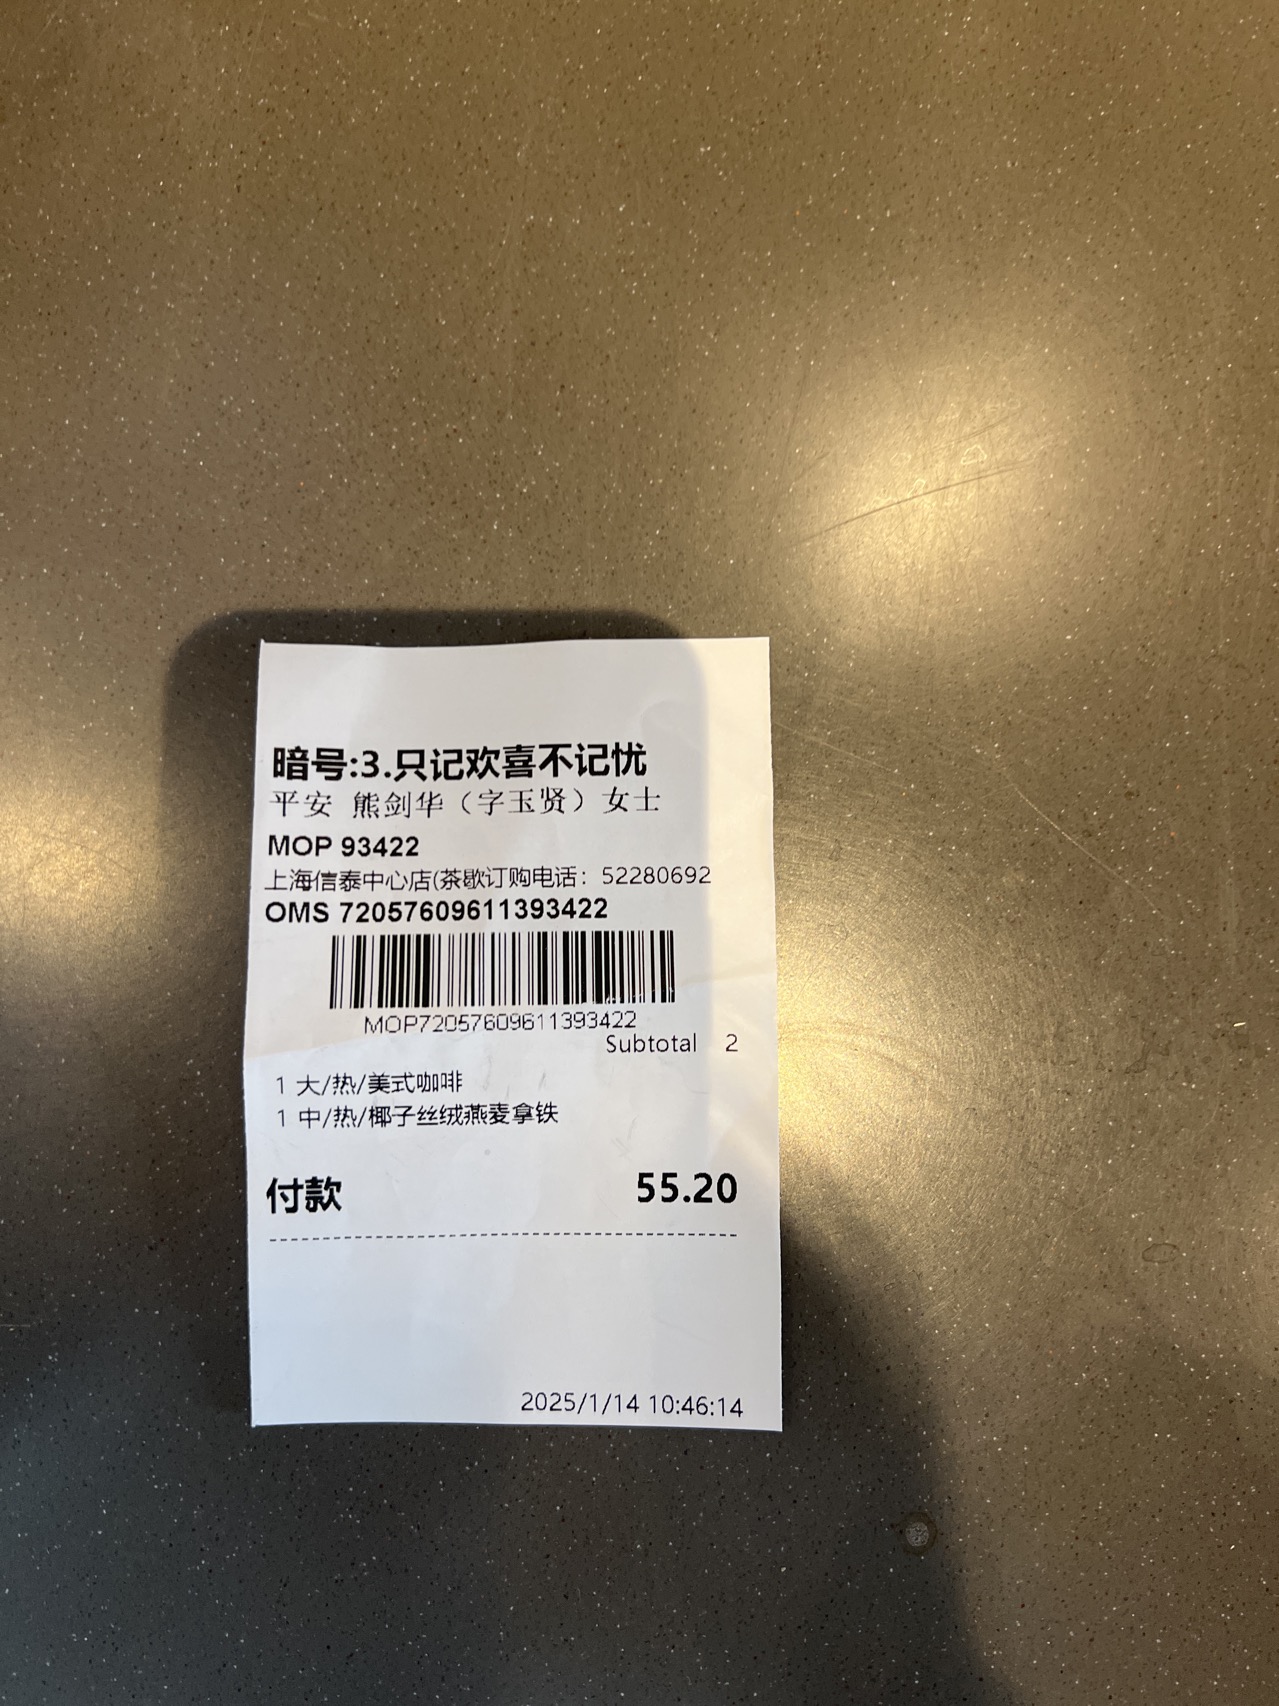 暗号:3.只记欢喜不记忧
平安 熊剑华（字玉贤）女士
MOP 93422
上海信泰中心店(茶歇订购电话：52280692
OMS 72057609611393422
MOP72057609611393422
Subtotal 2
1 大/热/美式咖啡
1 中/热/椰子丝绒燕麦拿铁
付款 55.20
2025/1/14 10:46:14